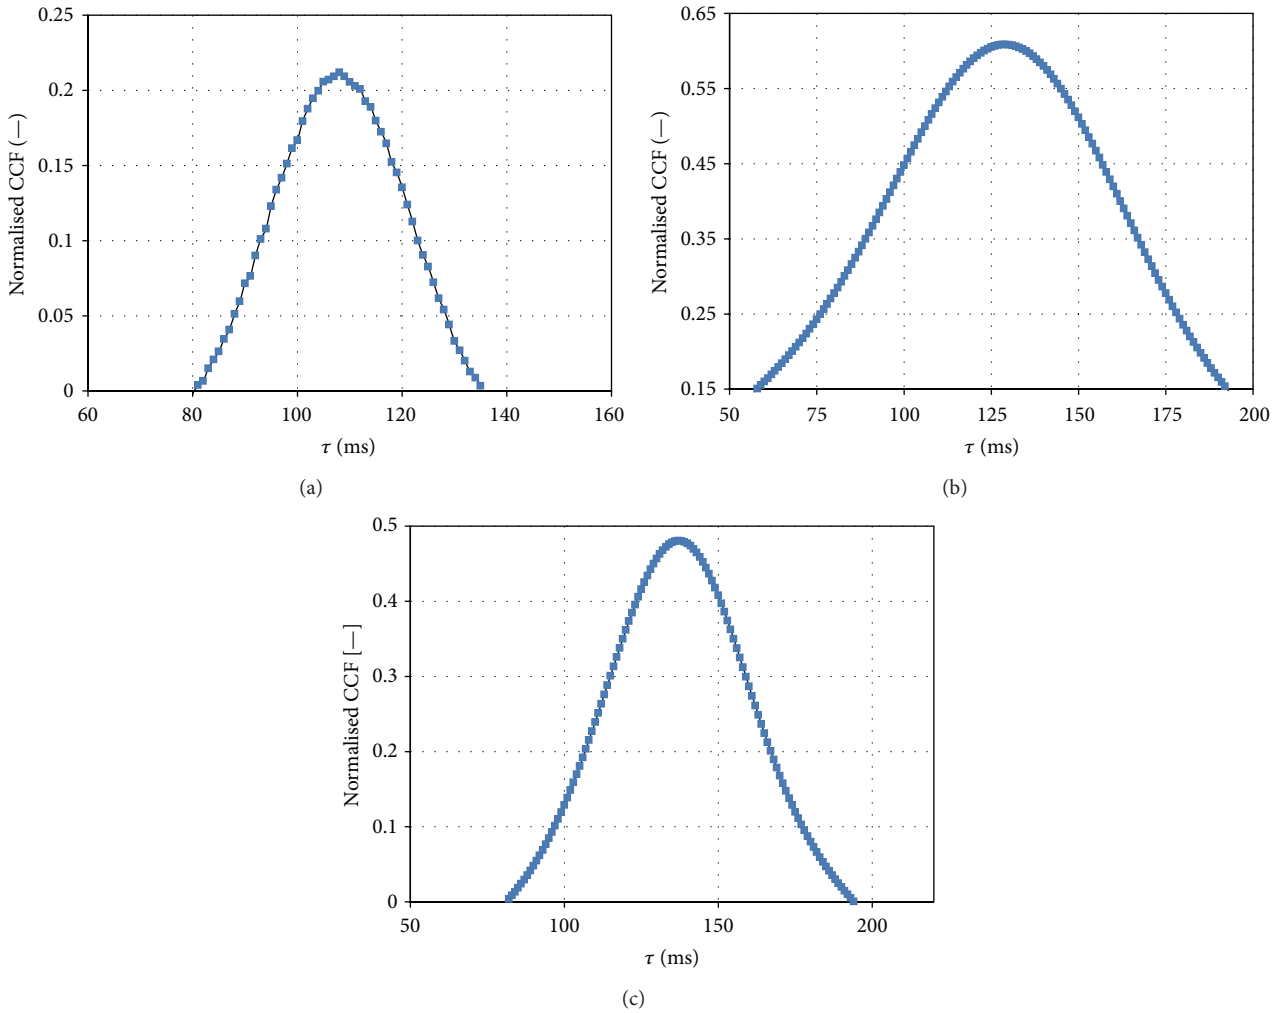 0.25
0.2
0.15
0.1
0.05
0
60 80 100 120 140 160
Normalised CCF (—)
τ (ms)
(a)
0.65
0.55
0.45
0.35
0.25
0.15
50 75 100 125 150 175 200
Normalised CCF (—)
τ (ms)
(b)
0.5
0.4
0.3
0.2
0.1
0
50 100 150 200
Normalised CCF [—]
τ (ms)
(c)